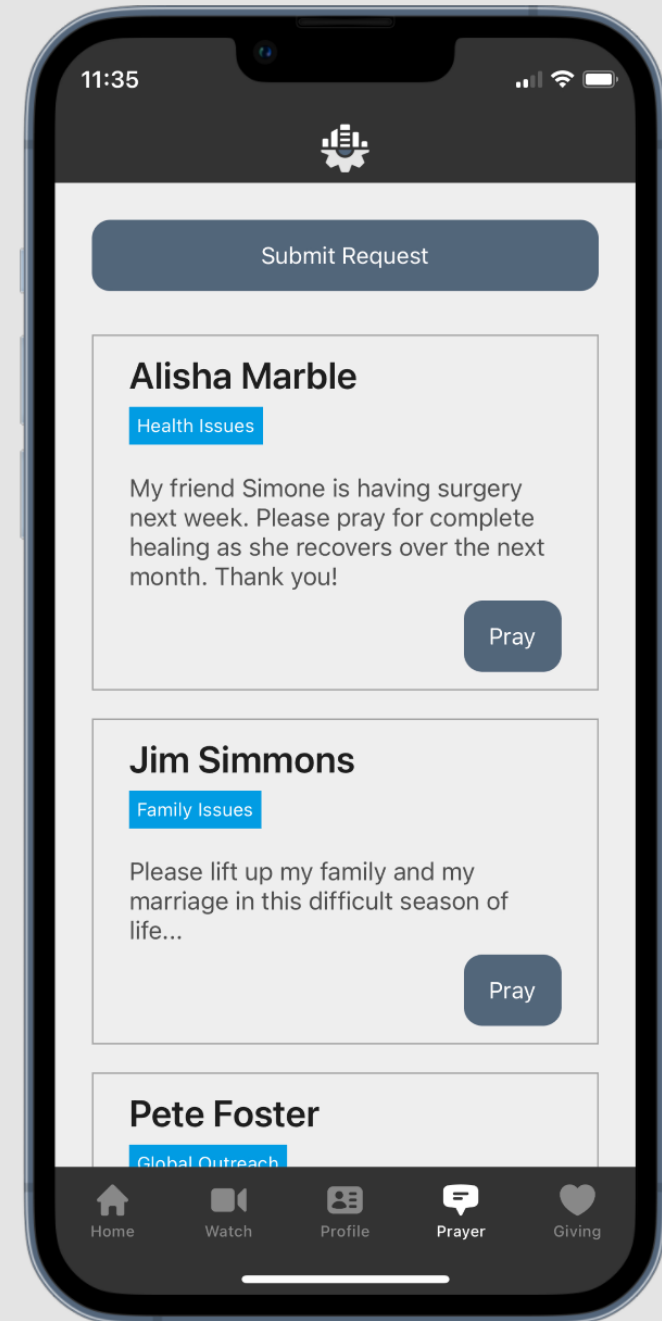 11:35
Submit Request
Alisha Marble
Health Issues
My friend Simone is having surgery
next week. Please pray for complete
healing as she recovers over the next
month. Thank you!
Pray
Jim Simmons
Family Issues
Please lift up my family and my
marriage in this difficult season of
life...
Pray
Pete Foster
Global Outreach
Home Watch Profile Prayer Giving